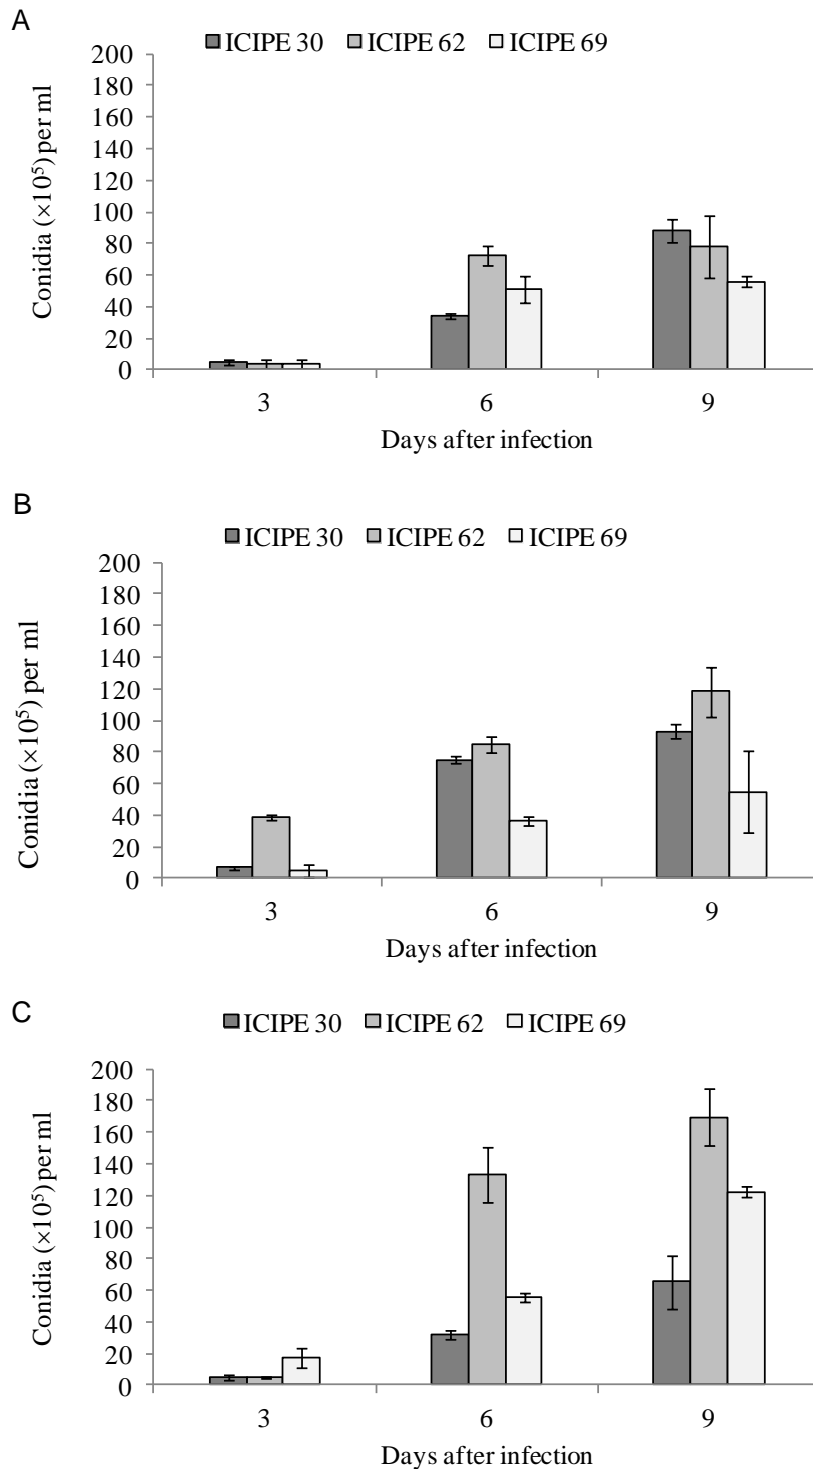 A
ICIPE 30 ICIPE 62 ICIPE 69
200
180
160
140
120
100
80
60
40
20
0
Conidia (×10⁵) per ml
3 6 9
Days after infection
B
ICIPE 30 ICIPE 62 ICIPE 69
200
180
160
140
120
100
80
60
40
20
0
Conidia (×10⁵) per ml
3 6 9
Days after infection
C
ICIPE 30 ICIPE 62 ICIPE 69
200
180
160
140
120
100
80
60
40
20
0
Conidia (×10⁵) per ml
3 6 9
Days after infection